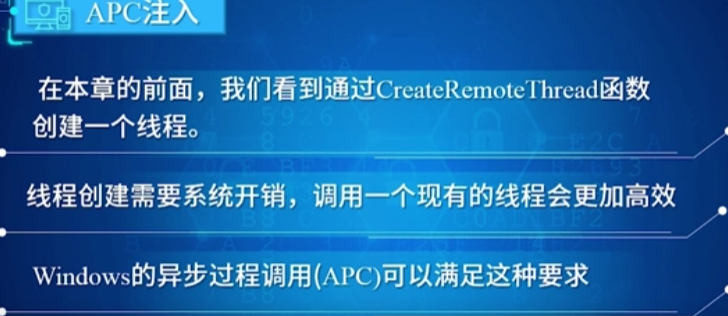 APC注入
在本章的前面，我们看到通过CreateRemoteThread函数
创建一个线程。
线程创建需要系统开销，调用一个现有的线程会更加高效
Windows的异步过程调用(APC)可以满足这种要求